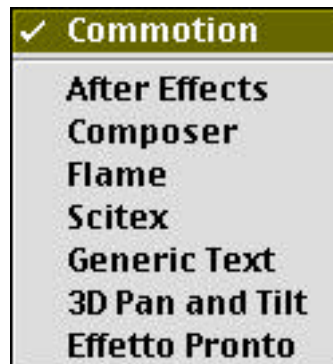 ✓ Commotion
After Effects
Composer
Flame
Scitex
Generic Text
3D Pan and Tilt
Effetto Pronto